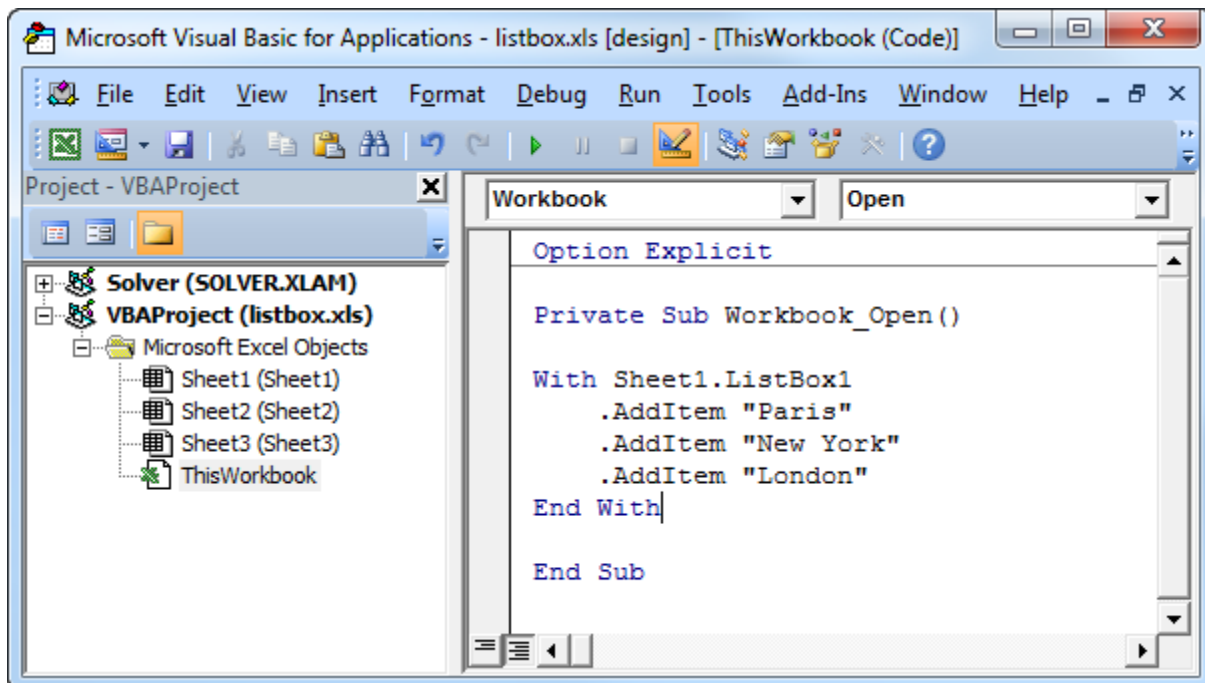 Microsoft Visual Basic for Applications - listbox.xls [design] - [ThisWorkbook (Code)]
File Edit View Insert Format Debug Run Tools Add-Ins Window Help
Project - VBAProject
Solver (SOLVER.XLAM)
VBAProject (listbox.xls)
Microsoft Excel Objects
Sheet1 (Sheet1)
Sheet2 (Sheet2)
Sheet3 (Sheet3)
ThisWorkbook
Workbook Open
Option Explicit
Private Sub Workbook_Open()
With Sheet1.ListBox1
.AddItem "Paris"
.AddItem "New York"
.AddItem "London"
End With
End Sub